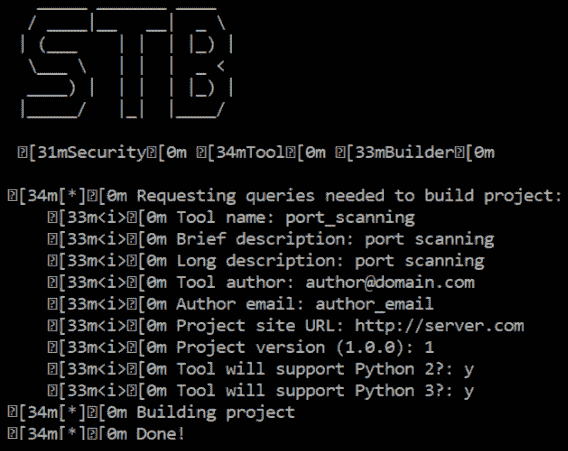 STB
�[31mSecurity�[0m �[34mTool�[0m �[33mBuilder�[0m
�[34m[*]�[0m Requesting queries needed to build project:
�[33m<i>�[0m Tool name: port_scanning
�[33m<i>�[0m Brief description: port scanning
�[33m<i>�[0m Long description: port scanning
�[33m<i>�[0m Tool author: author@domain.com
�[33m<i>�[0m Author email: author_email
�[33m<i>�[0m Project site URL: http://server.com
�[33m<i>�[0m Project version (1.0.0): 1
�[33m<i>�[0m Tool will support Python 2?: y
�[33m<i>�[0m Tool will support Python 3?: y
�[34m[*]�[0m Building project
�[34m[*]�[0m Done!